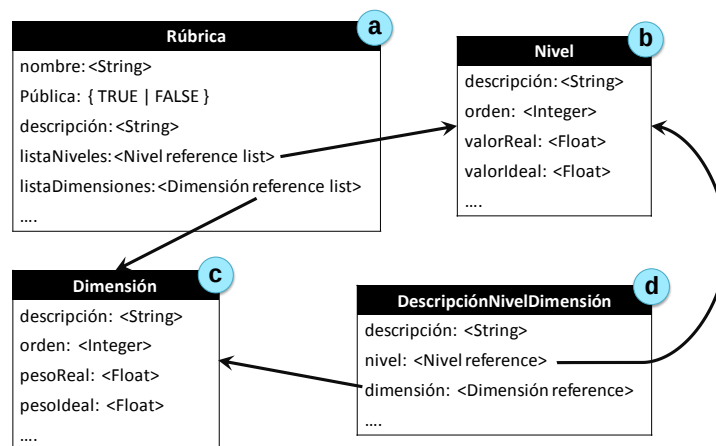 a
Rúbrica
nombre:<String>
Pública: { TRUE | FALSE }
descripción:<String>
listaNiveles:<Nivel reference list>
listaDimensiones:<Dimensión reference list>
....
b
Nivel
descripción:<String>
orden: <Integer>
valorReal: <Float>
valorIdeal: <Float>
....
c
Dimensión
descripción: <String>
orden: <Integer>
pesoReal: <Float>
pesoIdeal: <Float>
....
d
DescripciónNivelDimensión
descripción: <String>
nivel: <Nivel reference>
dimensión: <Dimensión reference>
....